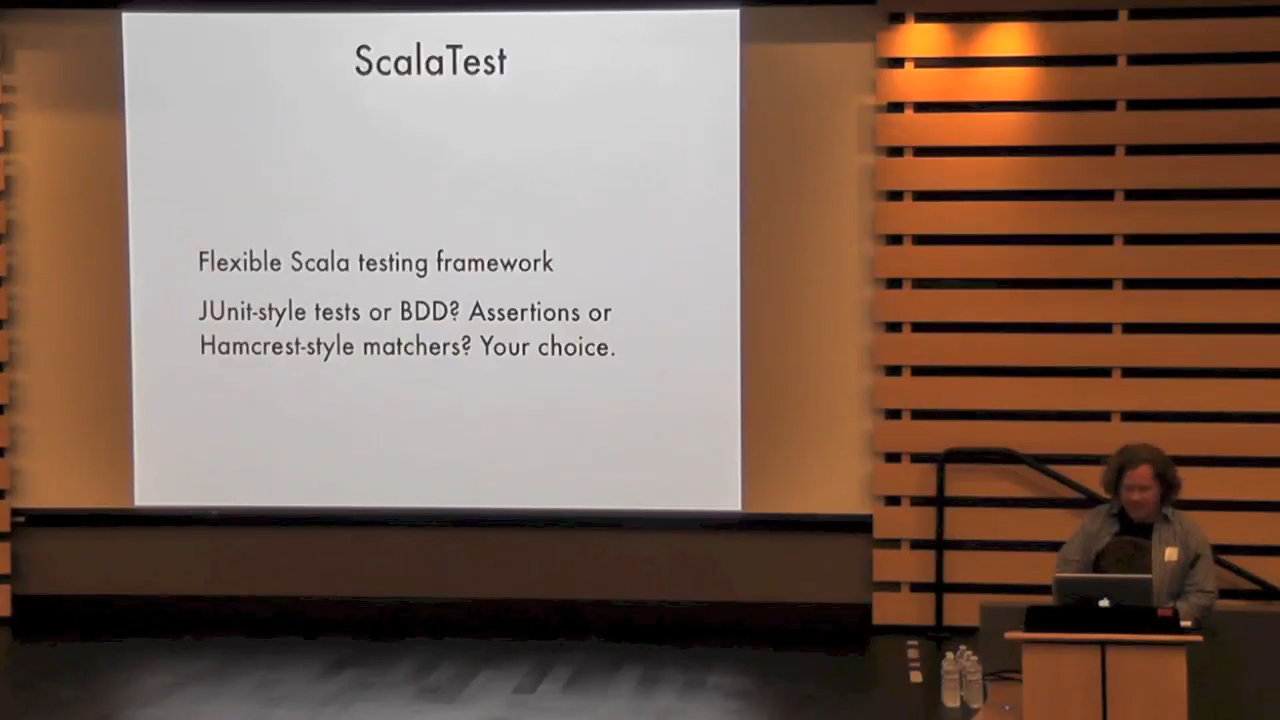 ScalaTest
Flexible Scala testing framework
JUnit-style tests or BDD? Assertions or
Hamcrest-style matchers? Your choice.